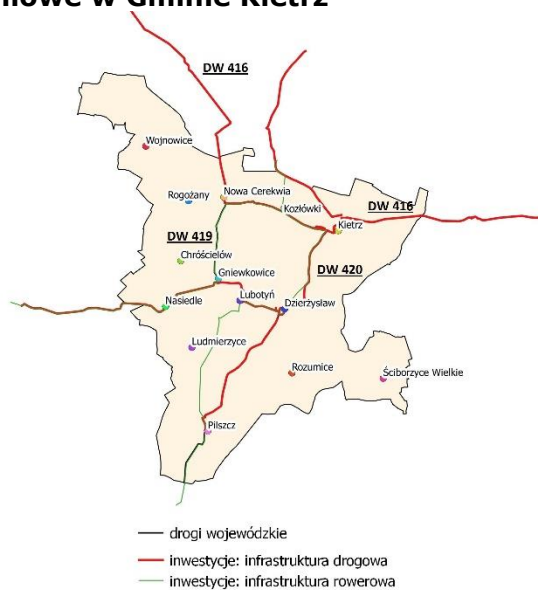 niowe w Gminie Kietrz
DW 416
Wojnowice
Rogożany
Nowa Cerekwia
Kozłówki
DW 416
Kietrz
DW 419
Chróścielów
DW 420
Gniewkowice
Lubotyń
Nasiedle
Dzierżysław
Ludmierzyce
Rozumice
Ściborzyce Wielkie
Pilszcz
drogi wojewódzkie
inwestycje: infrastruktura drogowa
inwestycje: infrastruktura rowerowa